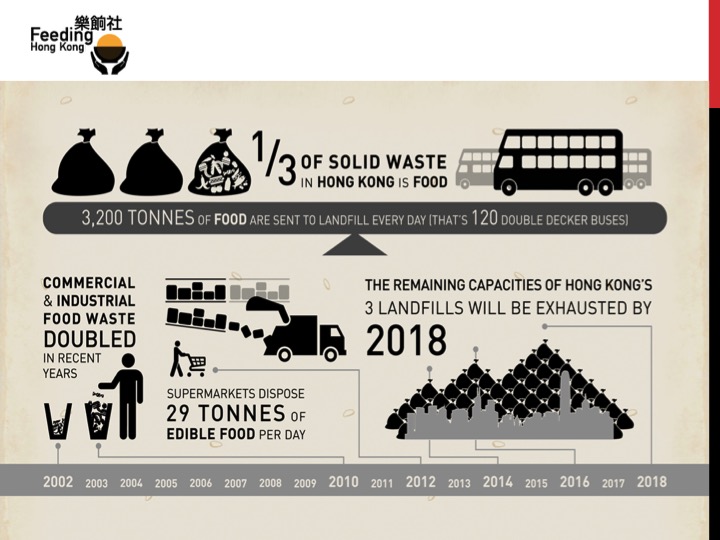 樂餉社
Feeding
Hong Kong
1/3 OF SOLID WASTE
IN HONG KONG IS FOOD
3,200 TONNES OF FOOD ARE SENT TO LANDFILL EVERY DAY (THAT'S 120 DOUBLE DECKER BUSES)
COMMERCIAL
& INDUSTRIAL
FOOD WASTE
DOUBLED
IN RECENT
YEARS
SUPERMARKETS DISPOSE
29 TONNES OF
EDIBLE FOOD PER DAY
THE REMAINING CAPACITIES OF HONG KONG'S
3 LANDFILLS WILL BE EXHAUSTED BY
2018
2002 2003 2004 2005 2006 2007 2008 2009 2010 2011 2012 2013 2014 2015 2016 2017 2018